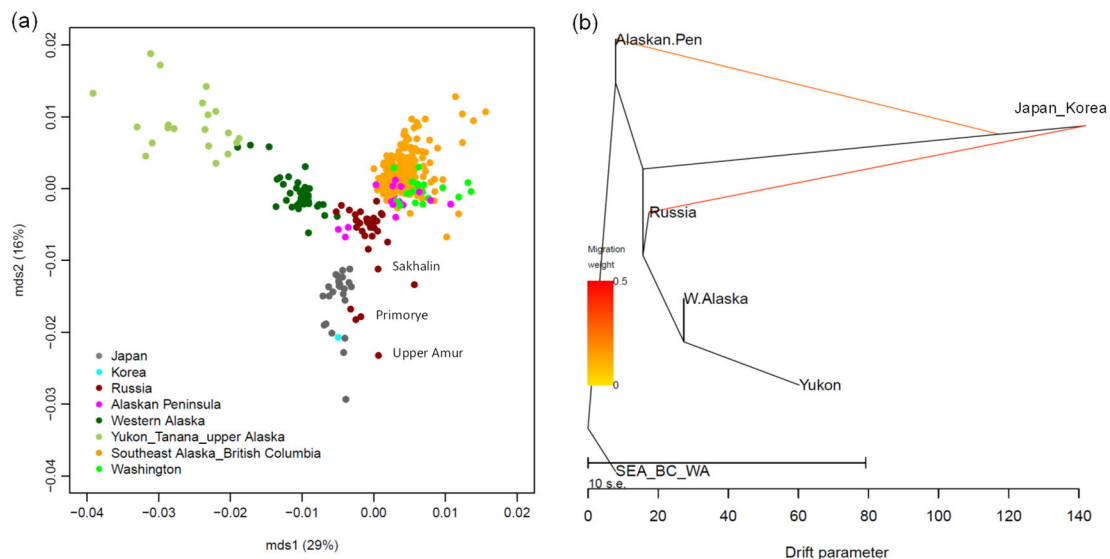 (a)
0.02
0.01
0.00
−0.01
−0.02
−0.03
−0.04
mds2 (16%)
Sakhalin
Primorye
Upper Amur
Japan
Korea
Russia
Alaskan Peninsula
Western Alaska
Yukon_Tanana_upper Alaska
Southeast Alaska_British Columbia
Washington
−0.04 −0.03 −0.02 −0.01 0.00 0.01 0.02
mds1 (29%)
(b)
Alaskan.Pen
Japan_Korea
Russia
Migration
weight
0.5
0
W.Alaska
Yukon
SEA_BC_WA
10 s.e.
0 20 40 60 80 100 120 140
Drift parameter